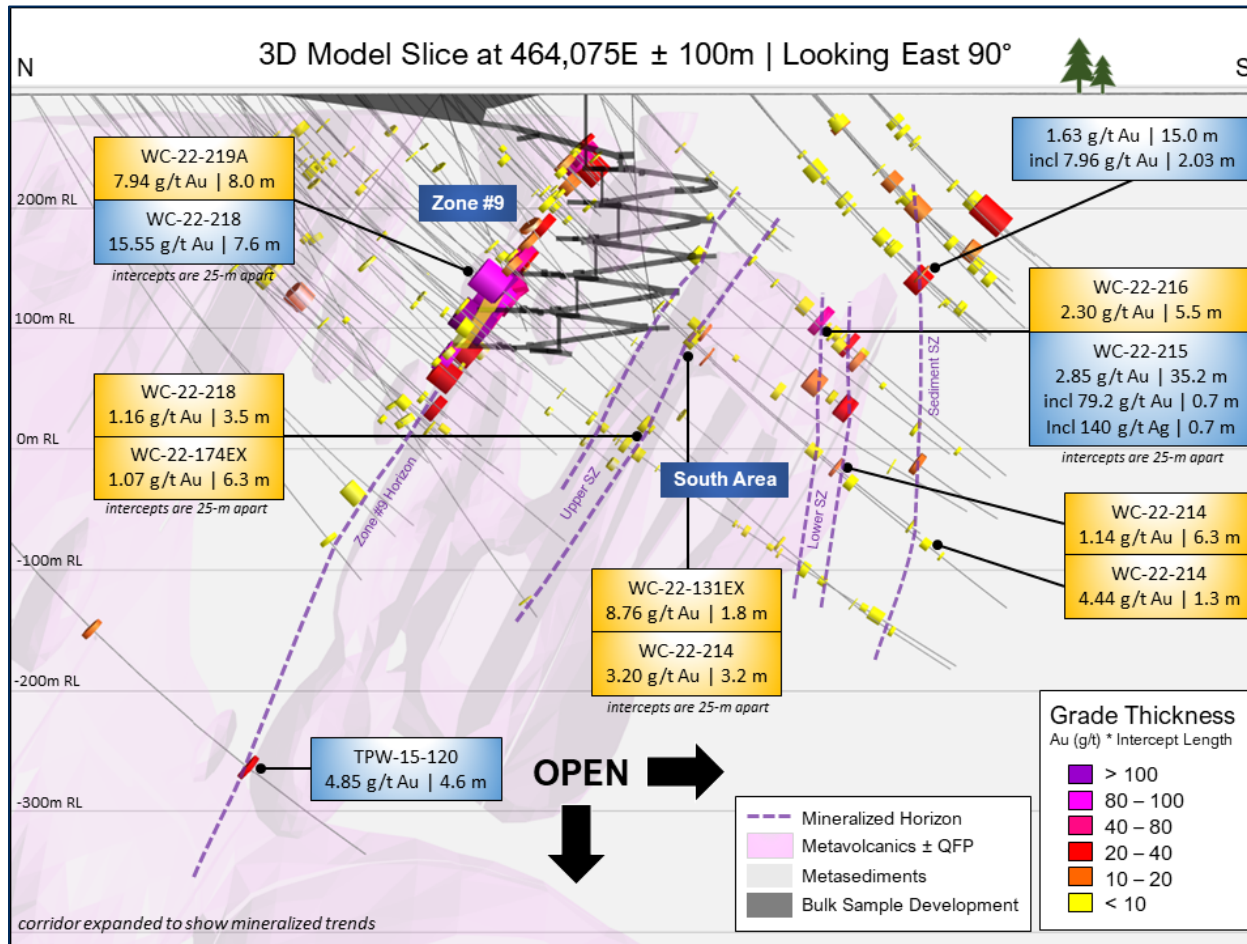 3D Model Slice at 464,075E ± 100m | Looking East 90°
N
S
WC-22-219A
7.94 g/t Au | 8.0 m
WC-22-218
15.55 g/t Au | 7.6 m
intercepts are 25-m apart
Zone #9
1.63 g/t Au | 15.0 m
incl 7.96 g/t Au | 2.03 m
200m RL
100m RL
0m RL
-100m RL
-200m RL
-300m RL
WC-22-216
2.30 g/t Au | 5.5 m
WC-22-215
2.85 g/t Au | 35.2 m
incl 79.2 g/t Au | 0.7 m
Incl 140 g/t Ag | 0.7 m
intercepts are 25-m apart
WC-22-218
1.16 g/t Au | 3.5 m
WC-22-174EX
1.07 g/t Au | 6.3 m
intercepts are 25-m apart
Zone #9 Horizon
Upper SZ
South Area
Lower SZ
Sediment SZ
WC-22-214
1.14 g/t Au | 6.3 m
WC-22-214
4.44 g/t Au | 1.3 m
WC-22-131EX
8.76 g/t Au | 1.8 m
WC-22-214
3.20 g/t Au | 3.2 m
intercepts are 25-m apart
TPW-15-120
4.85 g/t Au | 4.6 m
OPEN
Mineralized Horizon
Metavolcanics ± QFP
Metasediments
Bulk Sample Development
Grade Thickness
Au (g/t) * Intercept Length
> 100
80 – 100
40 – 80
20 – 40
10 – 20
< 10
corridor expanded to show mineralized trends